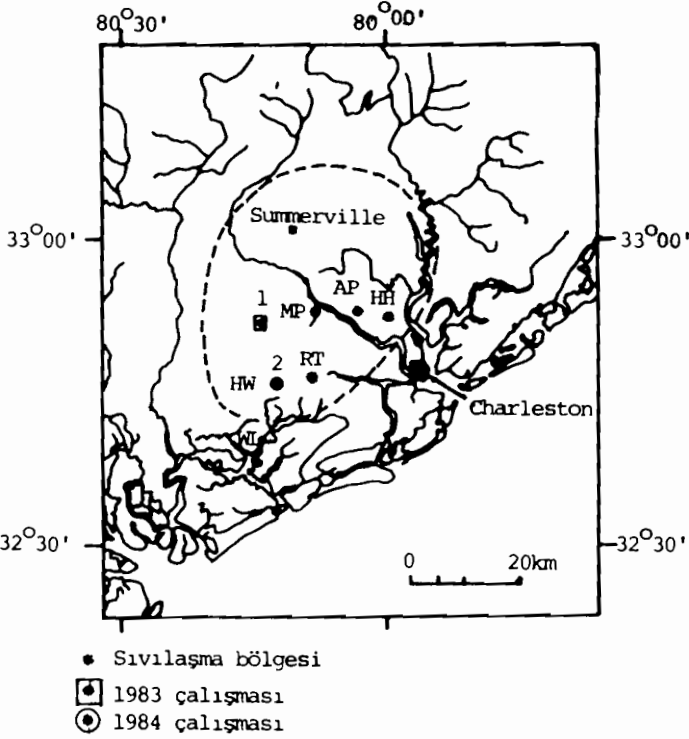 80°30' 80°00'
Summerville
33°00' 33°00'
AP HH
1 MP
2 RT
HW
Charleston
WL
32°30' 32°30'
0 20km
Sıvılaşma bölgesi
1983 çalışması
1984 çalışması